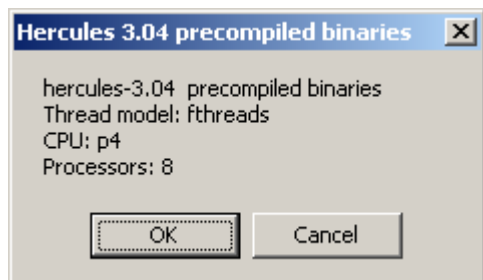 Hercules 3.04 precompiled binaries
hercules-3.04 precompiled binaries
Thread model: fthreads
CPU: p4
Processors: 8
OK Cancel